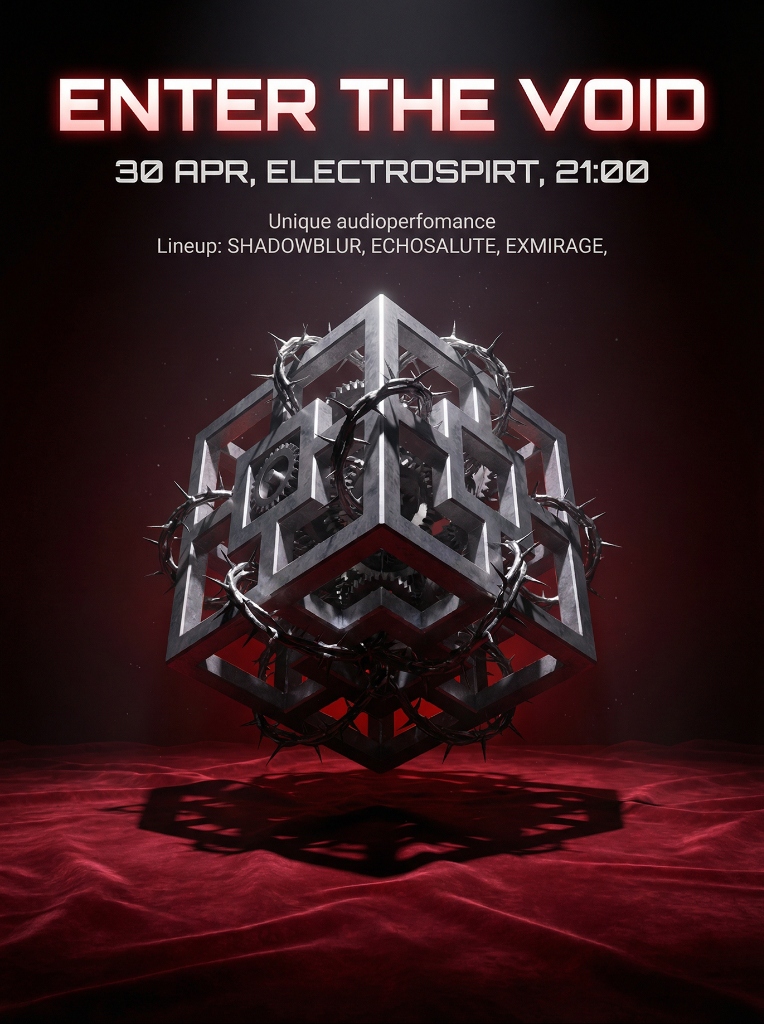 ENTER THE VOID
30 APR, ELECTROSPIRT, 21:00
Unique audioperfomance
Lineup: SHADOWBLUR, ECHOSALUTE, EXMIRAGE,